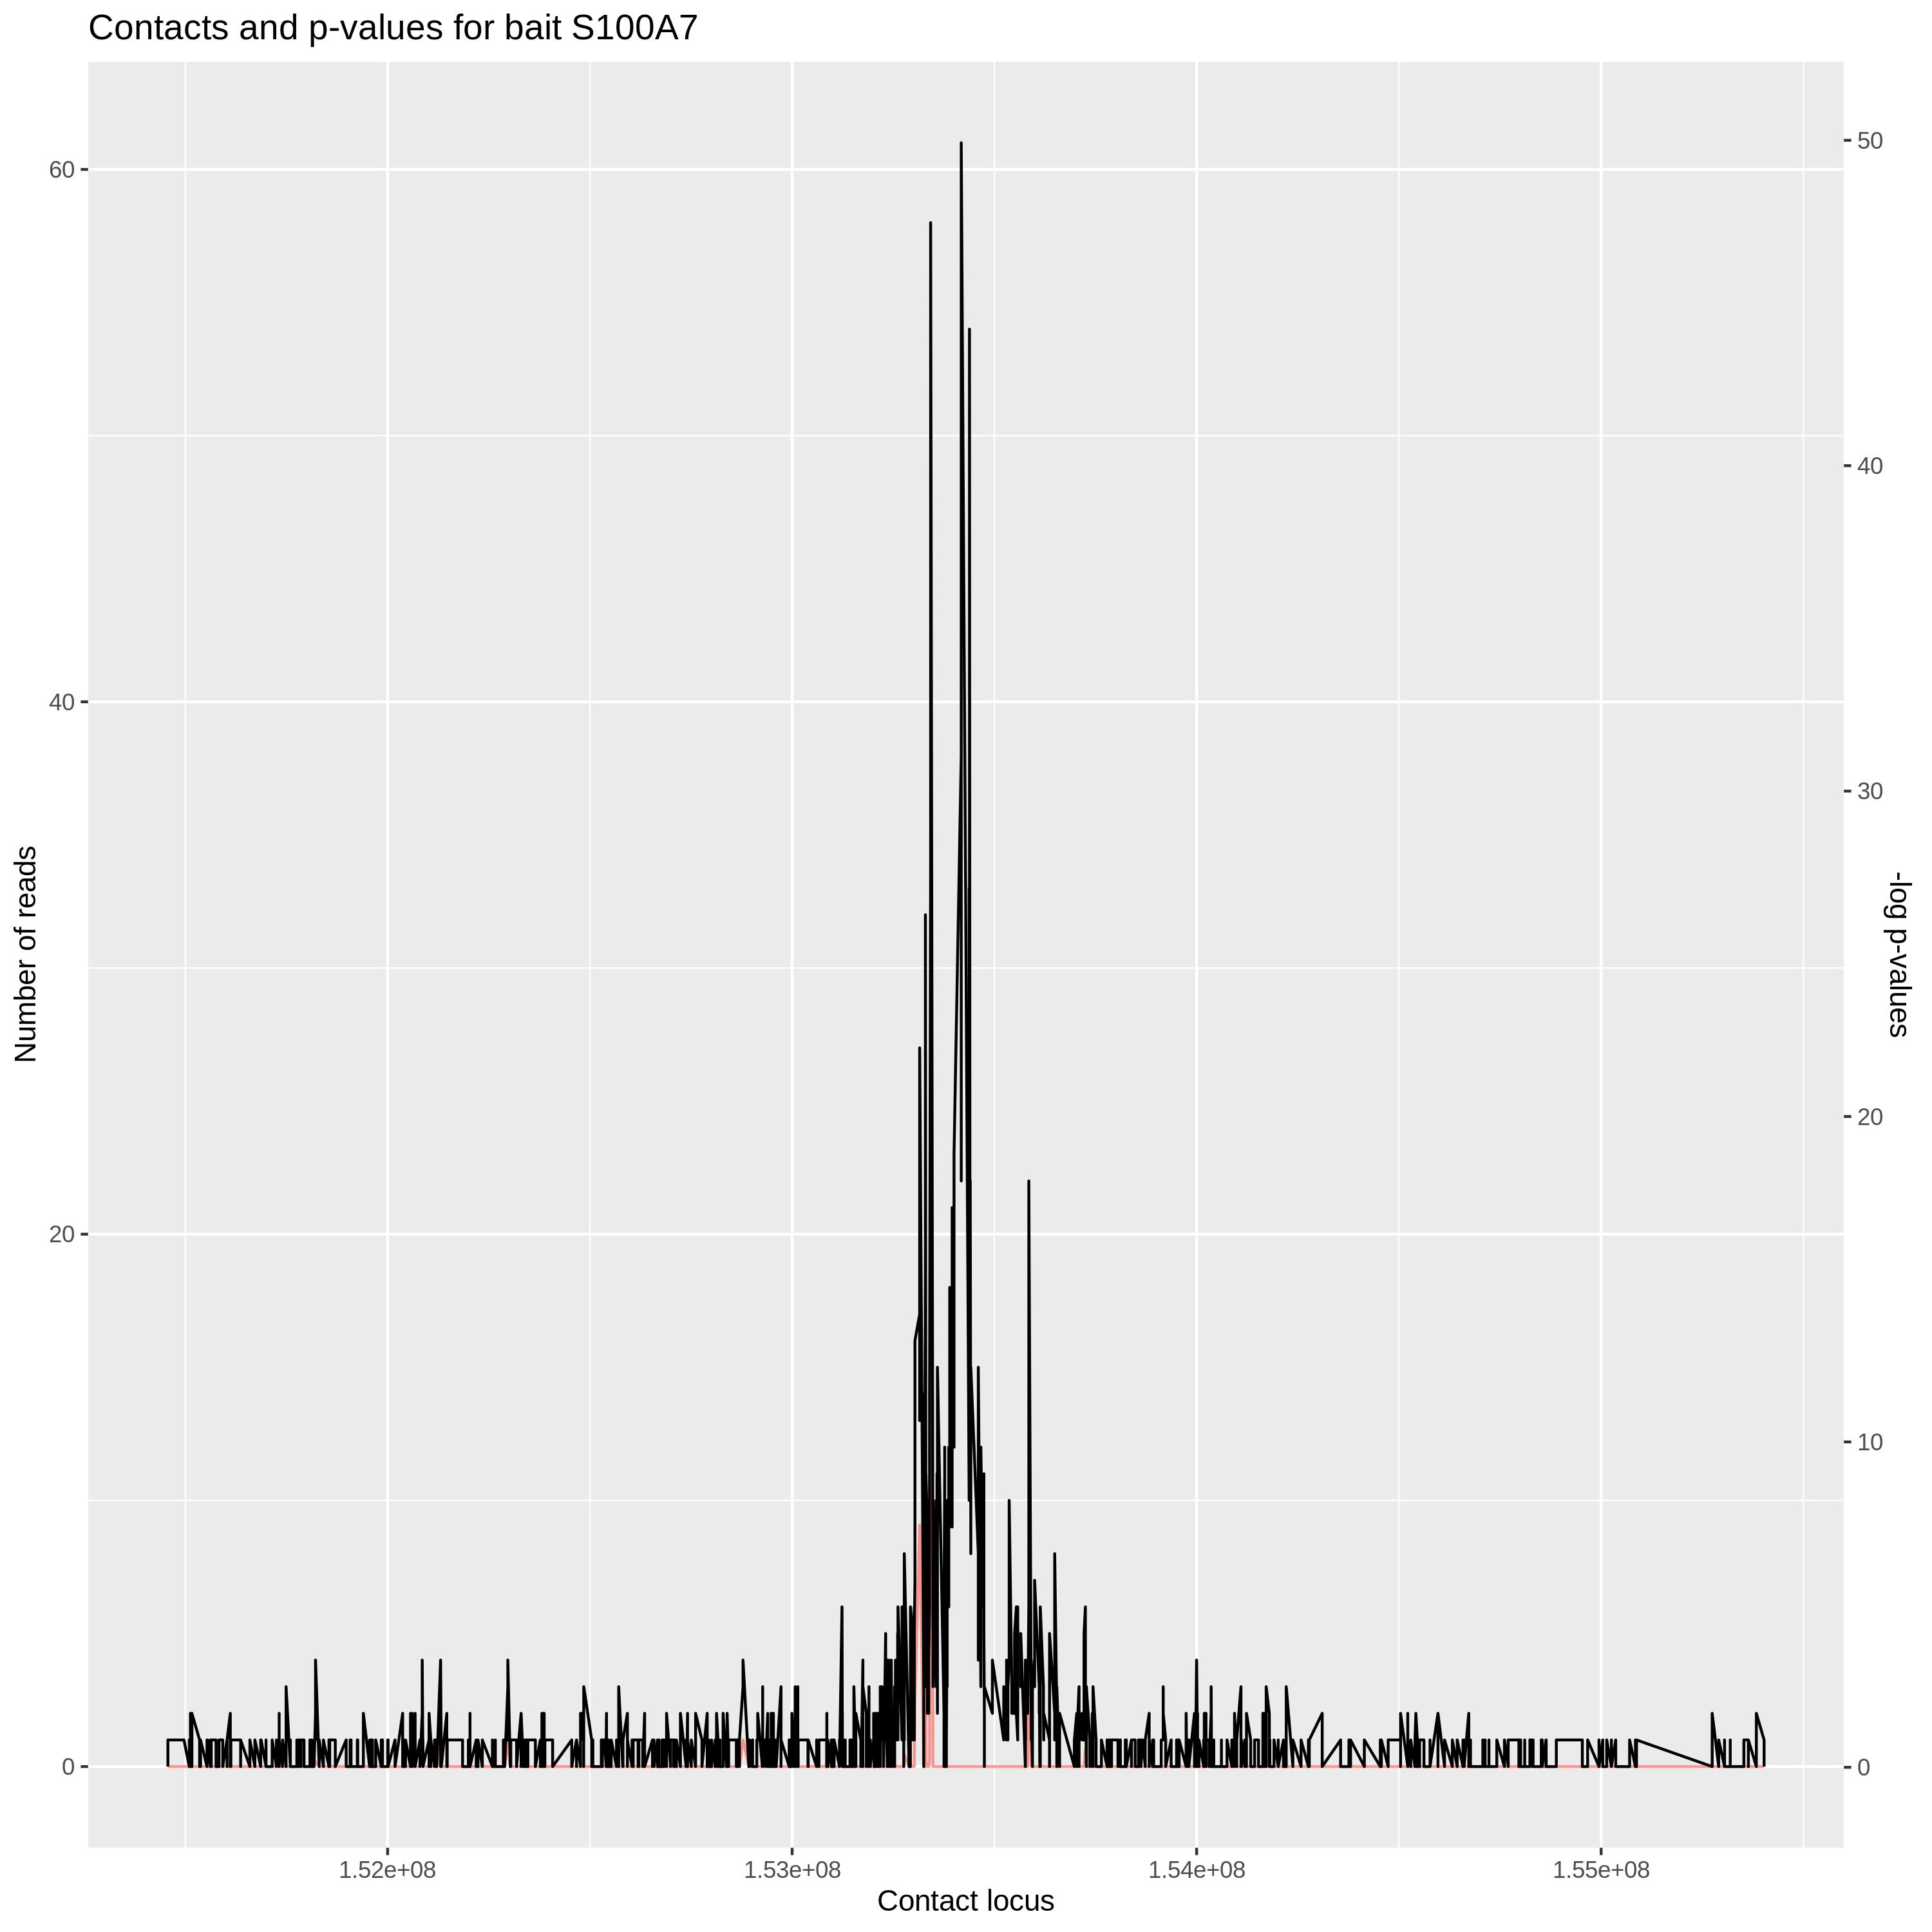 Contacts and p-values for bait S100A7
60
40
20
0
50
40
30
20
10
0
Number of reads
-log p-values
1.52e+08
1.53e+08
1.54e+08
1.55e+08
Contact locus